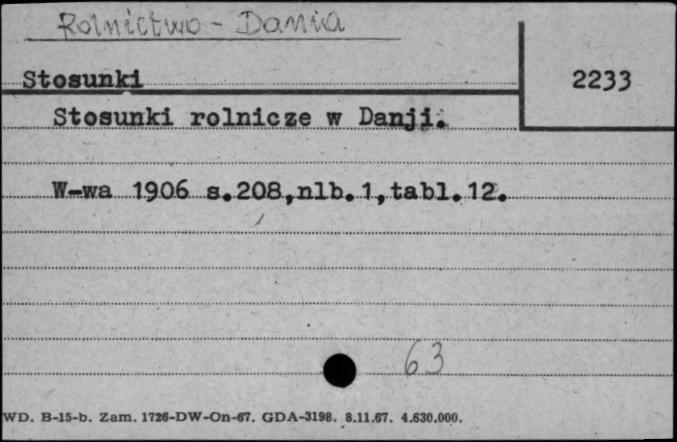 Rolnictwo - Dania
Stosunki
2233
Stosunki rolnicze w Danji.
W-wa 1906 s.208,nlb.1,tabl.12.
63
WD. B-15-b. Zam. 1726-DW-On-67. GDA-3198. 8.11.67. 4.630.000.